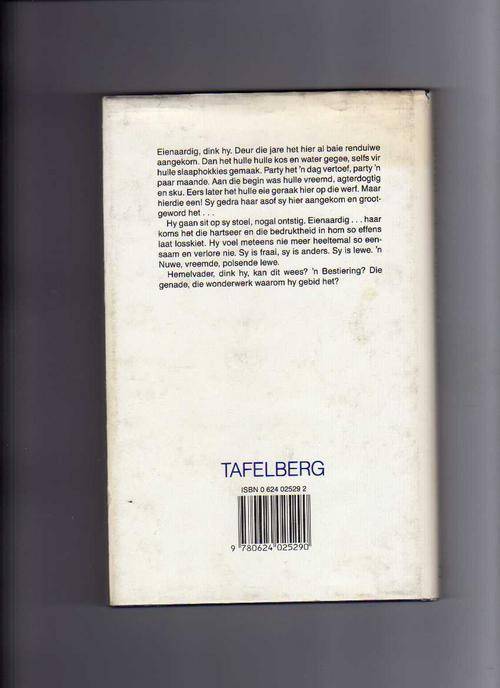 Eienaardig, dink hy. Deur die jare het hier al baie renduiwe
aangekom. Dan het hulle hulle kos en water gegee, selfs vir
hulle slaaphokkies gemaak. Party het 'n dag vertoef, party 'n
paar maande. Aan die begin was hulle vreemd, agterdogtig
en sku. Eers later het hulle eie geraak hier op die werf. Maar
hierdie een! Sy gedra haar asof sy hier aangekom en groot-
geword het . . .
Hy gaan sit op sy stoel, nogal ontstig. Eienaardig . . . haar
koms het die hartseer en die bedruktheid in hom so effens
laat losskiet. Hy voel meteens nie meer heeltemal so een-
saam en verlore nie. Sy is fraai, sy is anders. Sy is lewe. 'n
Nuwe, vreemde, polsende lewe.
Hemelvader, dink hy, kan dit wees? 'n Bestiering? Die
genade, die wonderwerk waarom hy gebid het?
TAFELBERG
ISBN 0 624 02529 2
9 780624 025290